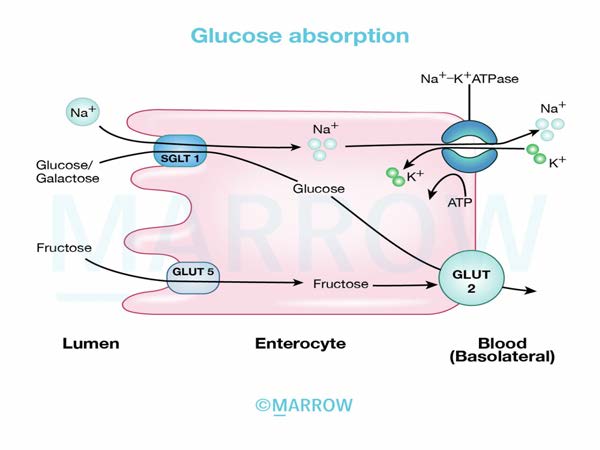 Glucose absorption
Na⁺–K⁺ATPase
Na⁺
Na⁺
Na⁺
SGLT 1
K⁺
K⁺
Glucose/
Galactose
Glucose
ATP
MARROW
Fructose
GLUT 5
Fructose
GLUT
2
Lumen
Enterocyte
Blood
(Basolateral)
©MARROW